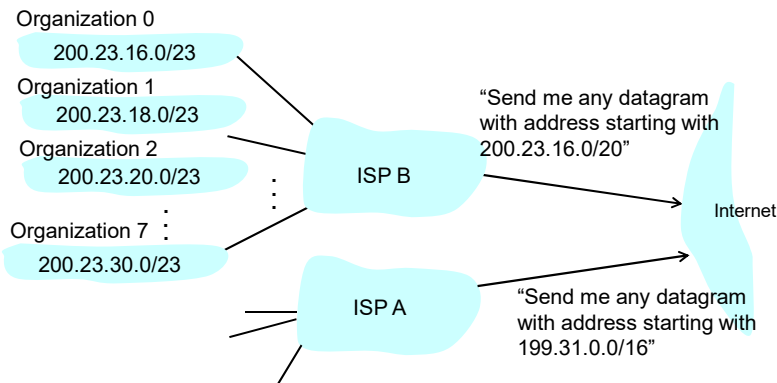 Organization 0
200.23.16.0/23
Organization 1
200.23.18.0/23
Organization 2
200.23.20.0/23
Organization 7
200.23.30.0/23
ISP B
“Send me any datagram
with address starting with
200.23.16.0/20”
Internet
ISP A
“Send me any datagram
with address starting with
199.31.0.0/16”